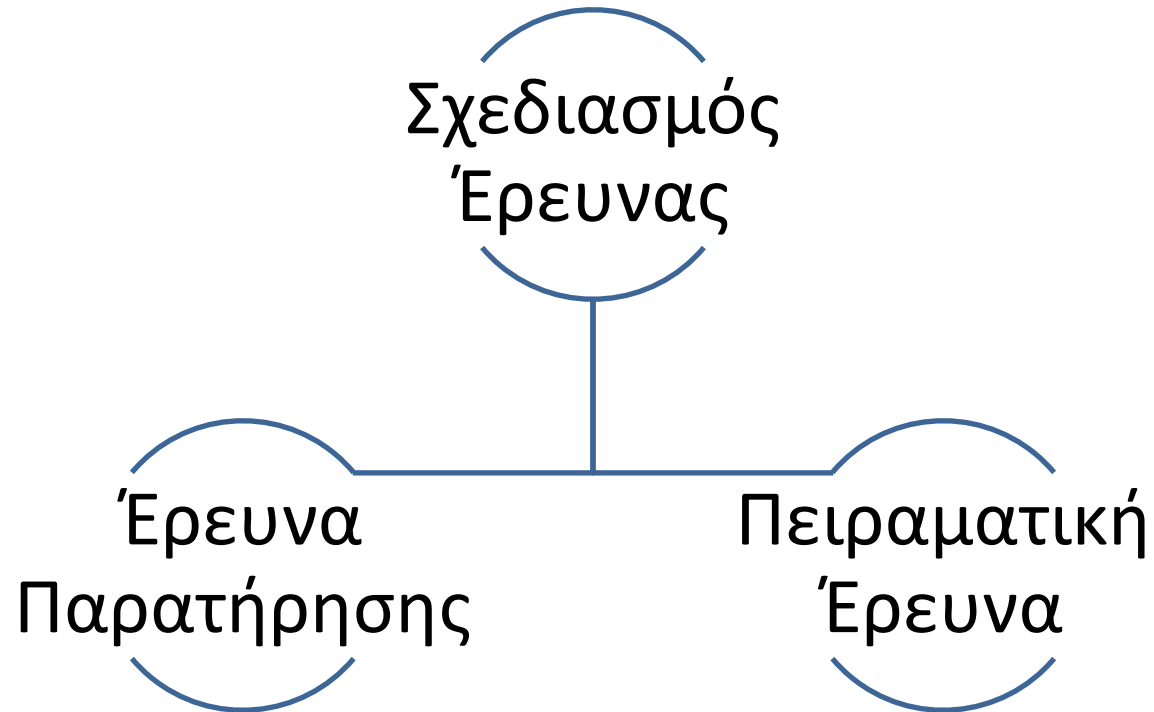 Σχεδιασμός
Έρευνας
Έρευνα
Παρατήρησης
Πειραματική
Έρευνα